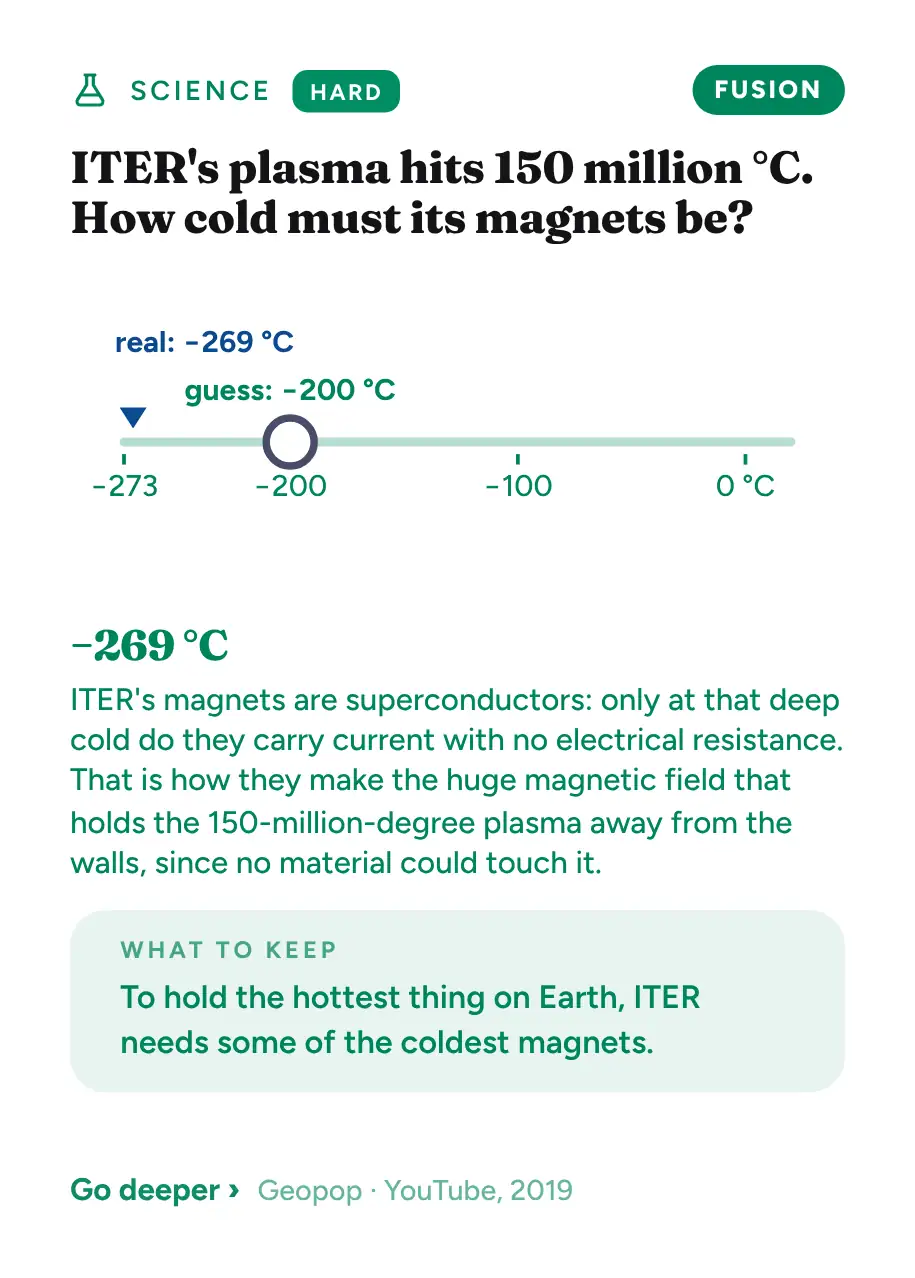 SCIENCE HARD FUSION
ITER's plasma hits 150 million °C.
How cold must its magnets be?
real: −269 °C
guess: −200 °C
−273 −200 −100 0 °C
−269 °C
ITER's magnets are superconductors: only at that deep
cold do they carry current with no electrical resistance.
That is how they make the huge magnetic field that
holds the 150-million-degree plasma away from the
walls, since no material could touch it.
WHAT TO KEEP
To hold the hottest thing on Earth, ITER
needs some of the coldest magnets.
Go deeper › Geopop · YouTube, 2019